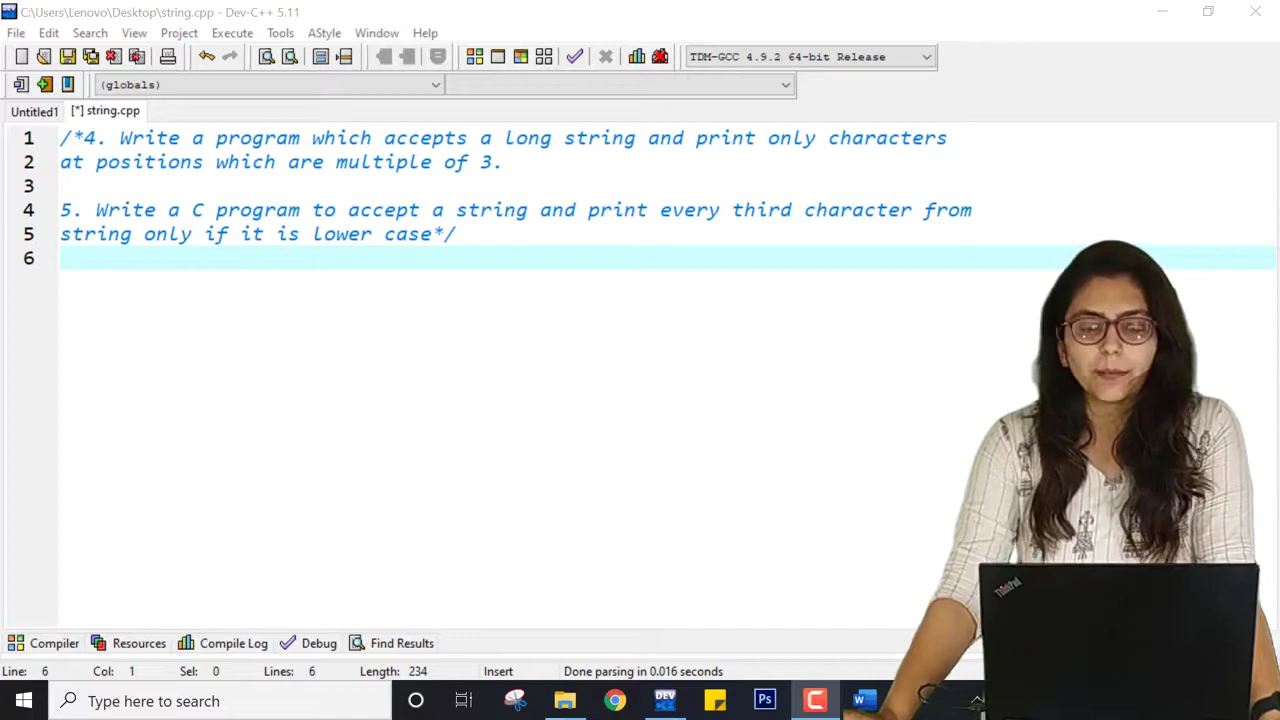 C:\Users\Lenovo\Desktop\string.cpp - Dev-C++ 5.11
File Edit Search View Project Execute Tools AStyle Window Help
TDM-GCC 4.9.2 64-bit Release
(globals)
Untitled1 [*] string.cpp
1 /*4. Write a program which accepts a long string and print only characters
2 at positions which are multiple of 3.
3
4 5. Write a C program to accept a string and print every third character from
5 string only if it is lower case*/
6
Compiler Resources Compile Log Debug Find Results
Line: 6 Col: 1 Sel: 0 Lines: 6 Length: 234 Insert Done parsing in 0.016 seconds
Type here to search DEV Ps W
ThinkPad